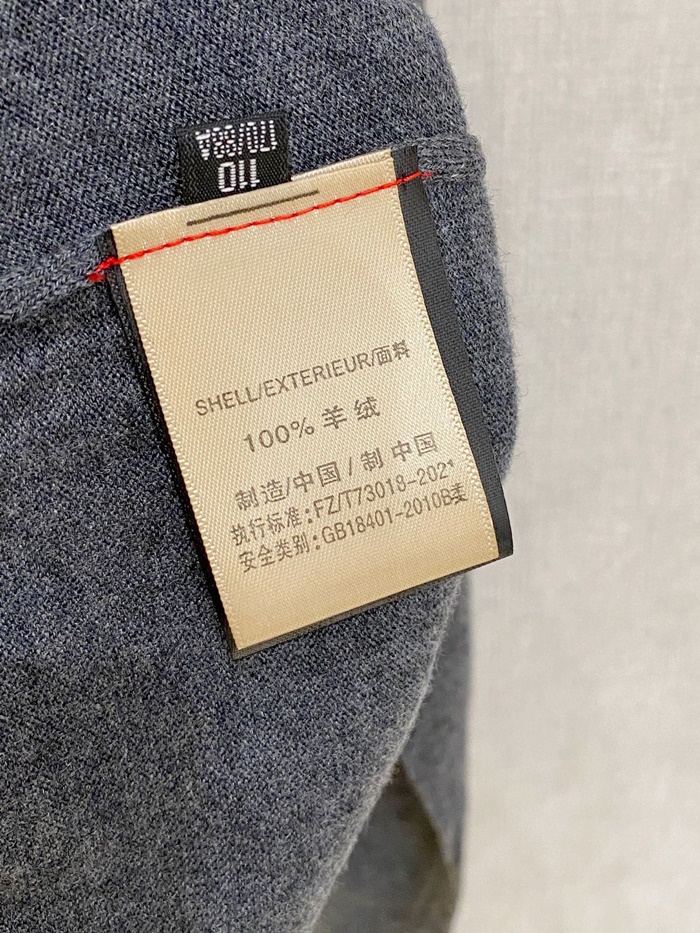 170/88A
110
SHELL/EXTERIEUR/面料
100% 羊 绒
制造/中国 / 制 中国
执行标准:FZ/T73018-202
安全类别:GB18401-2010B类